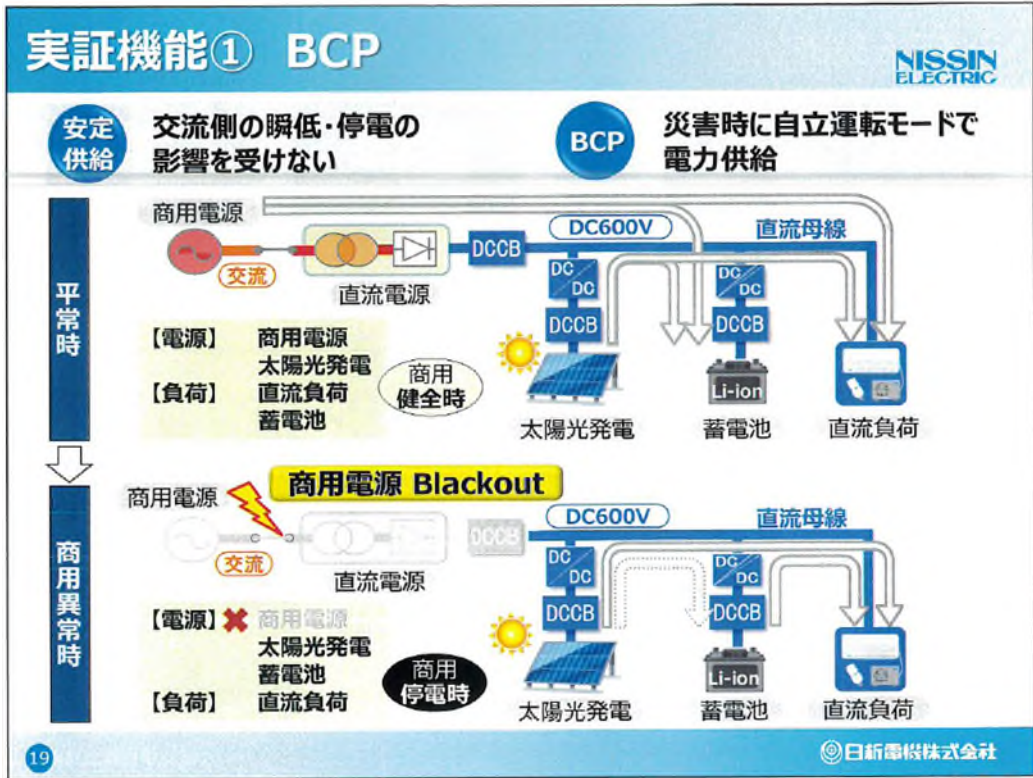 実証機能① BCP
NISSIN
ELECTRIC
安定
供給
交流側の瞬低・停電の
影響を受けない
BCP
災害時に自立運転モードで
電力供給
平常時
商用電源
交流
直流電源
DCCB
DC600V
直流母線
DC
DC
DCCB
DC
DC
DCCB
Li-ion
太陽光発電
蓄電池
直流負荷
【電源】 商用電源
太陽光発電
【負荷】 直流負荷
蓄電池
商用
健全時
商用異常時
商用電源 Blackout
商用電源
交流
直流電源
DCCB
DC600V
直流母線
DC
DC
DCCB
DC
DC
DCCB
Li-ion
太陽光発電
蓄電池
直流負荷
【電源】 商用電源
太陽光発電
蓄電池
【負荷】 直流負荷
商用
停電時
19
日新電機株式会社